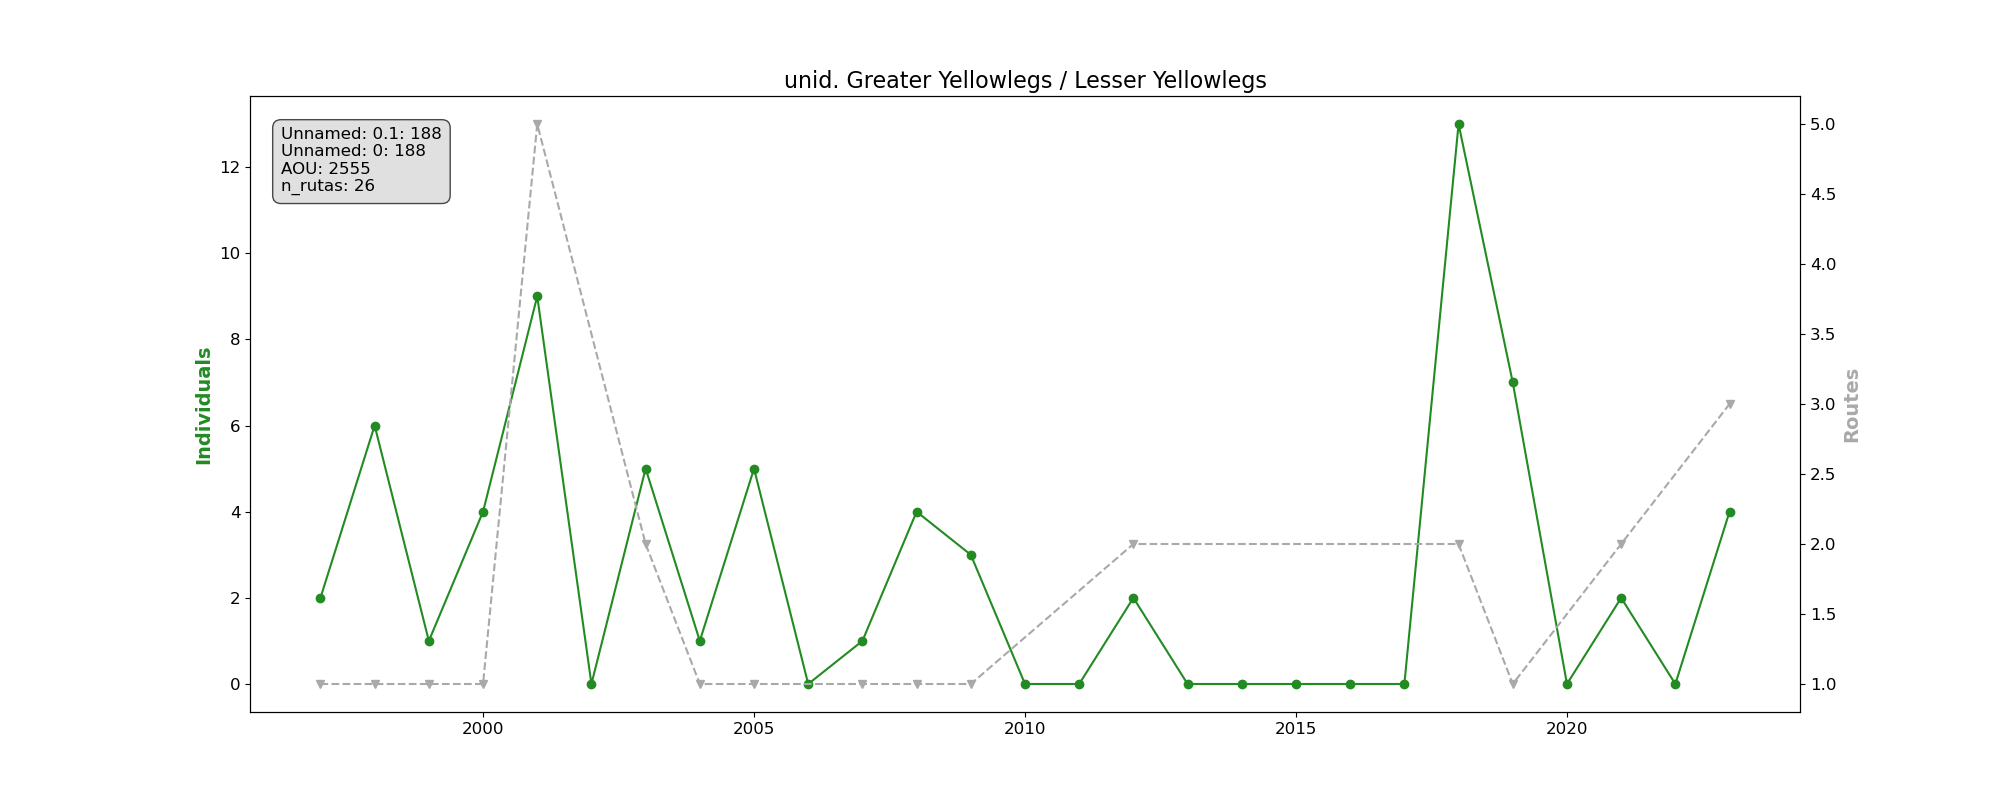 unid. Greater Yellowlegs / Lesser Yellowlegs
Unnamed: 0.1: 188
Unnamed: 0: 188
AOU: 2555
n_rutas: 26
Individuals
12
10
8
6
4
2
0
5.0
4.5
4.0
3.5
3.0
2.5
2.0
1.5
1.0
Routes
2000 2005 2010 2015 2020